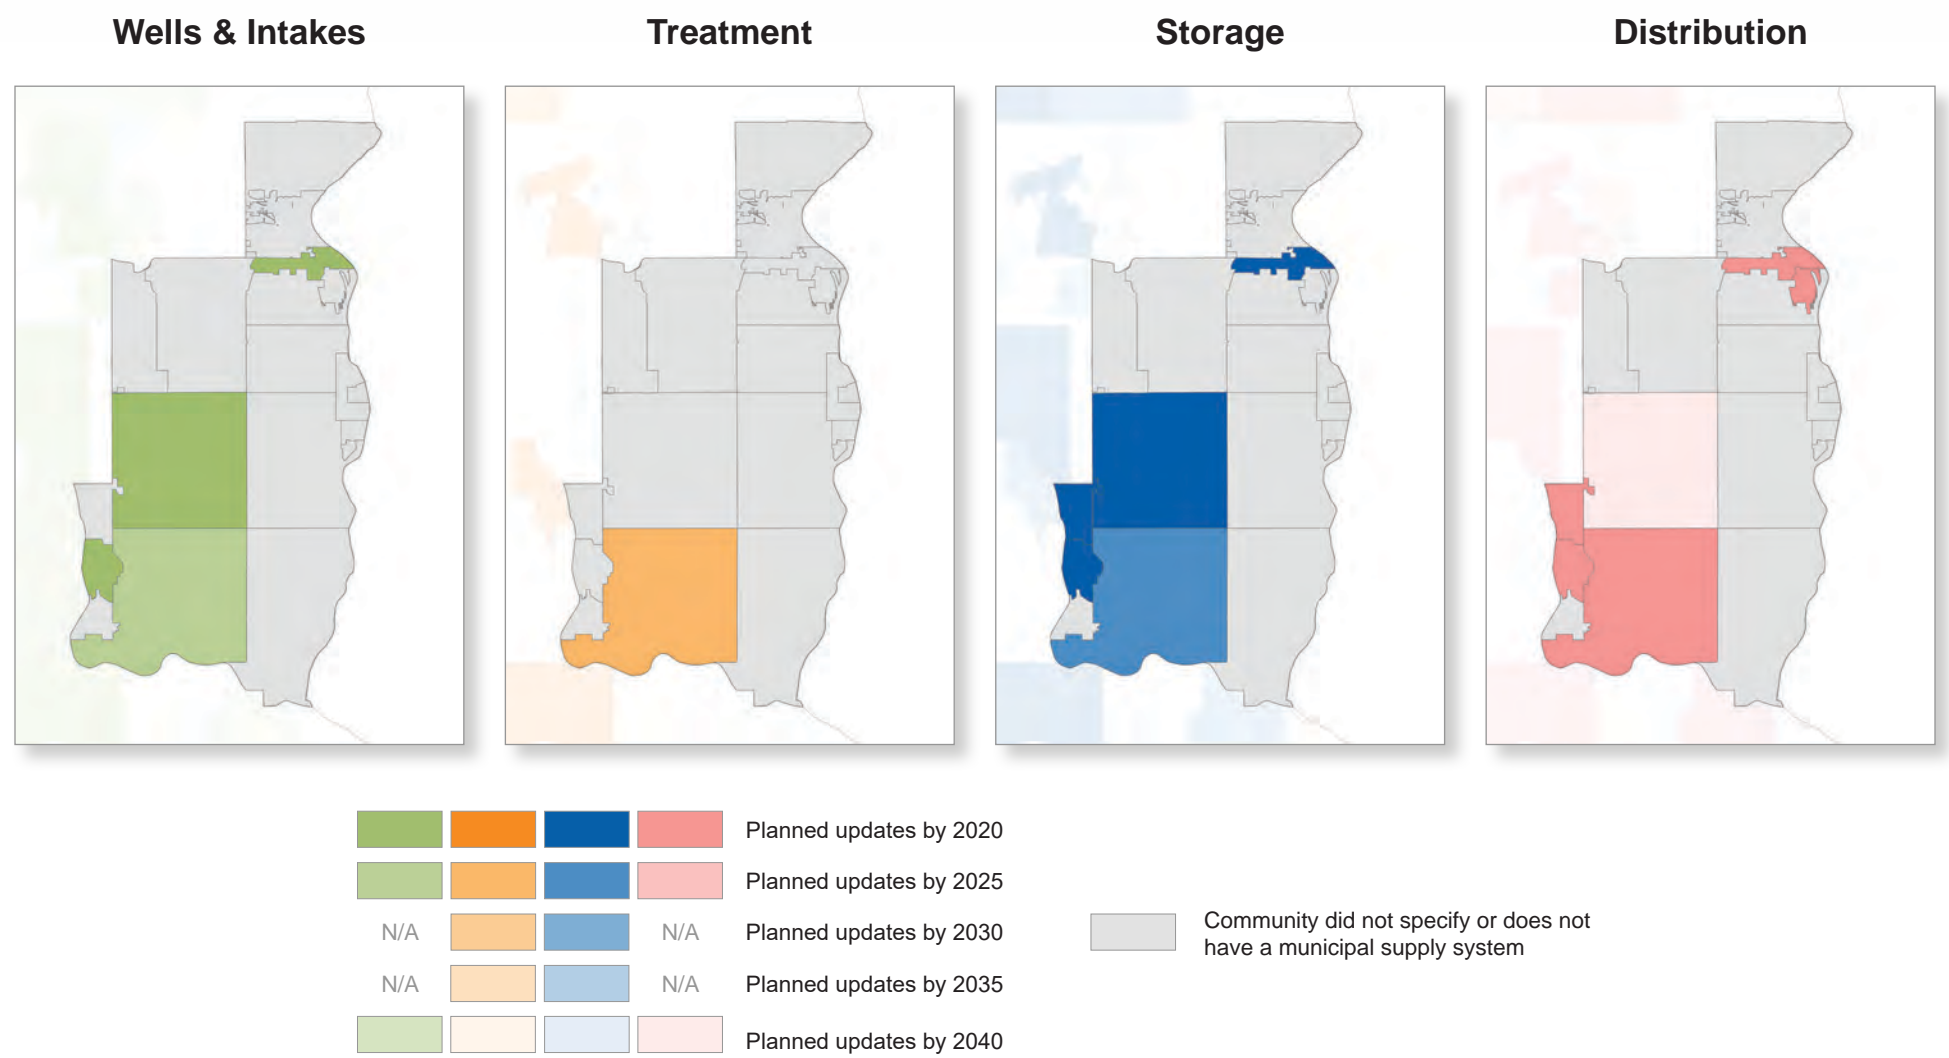 Wells & Intakes
Treatment
Storage
Distribution
Planned updates by 2020
Planned updates by 2025
N/A
N/A
Planned updates by 2030
N/A
N/A
Planned updates by 2035
Planned updates by 2040
Community did not specify or does not
have a municipal supply system